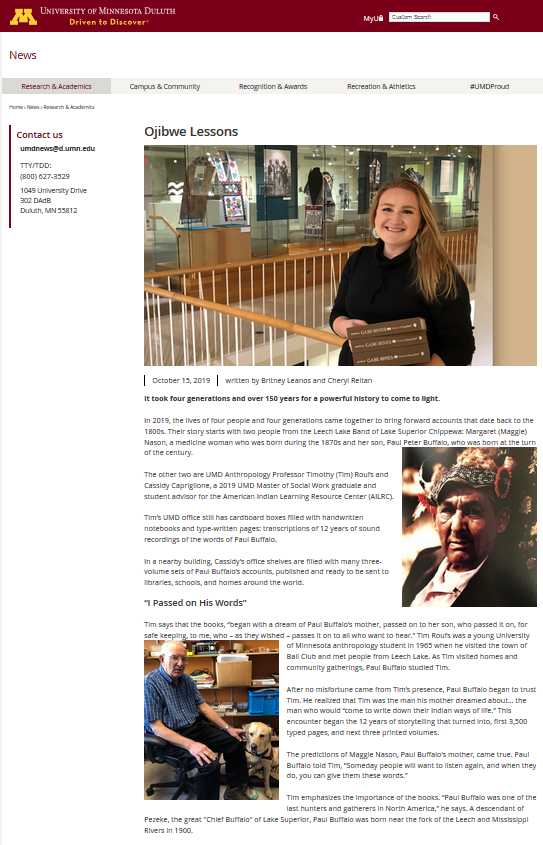 UNIVERSITY OF MINNESOTA DULUTH
Driven to Discover®
MyU
Custom Search
News
Research & Academics
Campus & Community
Recognition & Awards
Recreation & Athletics
#UMDProud
Home › News › Research & Academics
Contact us
umdnews@d.umn.edu
TTY/TDD:
(800) 627-3529
1049 University Drive
302 DAdB
Duluth, MN 55812
Ojibwe Lessons
October 15, 2019
written by Britney Leanos and Cheryl Reitan
It took four generations and over 150 years for a powerful history to come to light.
In 2019, the lives of four people and four generations came together to bring forward accounts that date back to the
1800s. Their story starts with two people from the Leech Lake Band of Lake Superior Chippewa: Margaret (Maggie)
Nason, a medicine woman who was born during the 1870s and her son, Paul Peter Buffalo, who was born at the turn
of the century.
The other two are UMD Anthropology Professor Timothy (Tim) Roufs and
Cassidy Capriglione, a 2019 UMD Master of Social Work graduate and
student advisor for the American Indian Learning Resource Center (AILRC).
Tim's UMD office still has cardboard boxes filled with handwritten
notebooks and type-written pages: transcriptions of 12 years of sound
recordings of the words of Paul Buffalo.
In a nearby building, Cassidy's office shelves are filled with many three-
volume sets of Paul Buffalo's accounts, published and ready to be sent to
libraries, schools, and homes around the world.
"I Passed on His Words"
Tim says that the books, "began with a dream of Paul Buffalo's mother, passed on to her son, who passed it on, for
safe keeping, to me, who – as they wished – passes it on to all who want to hear." Tim Roufs was a young University
of Minnesota anthropology student in 1965 when he visited the town of
Ball Club and met people from Leech Lake. As Tim visited homes and
community gatherings, Paul Buffalo studied Tim.
After no misfortune came from Tim's presence, Paul Buffalo began to trust
Tim. He realized that Tim was the man his mother dreamed about... the
man who would "come to write down their Indian ways of life." This
encounter began the 12 years of storytelling that turned into, first 3,500
typed pages, and next three printed volumes.
The predictions of Maggie Nason, Paul Buffalo's mother, came true. Paul
Buffalo told Tim, "Someday people will want to listen again, and when they
do, you can give them these words."
Tim emphasizes the importance of the books. "Paul Buffalo was one of the
last hunters and gatherers in North America," he says. A descendant of
Pezeke, the great "Chief Buffalo" of Lake Superior, Paul Buffalo was born near the fork of the Leech and Mississippi
Rivers in 1900.